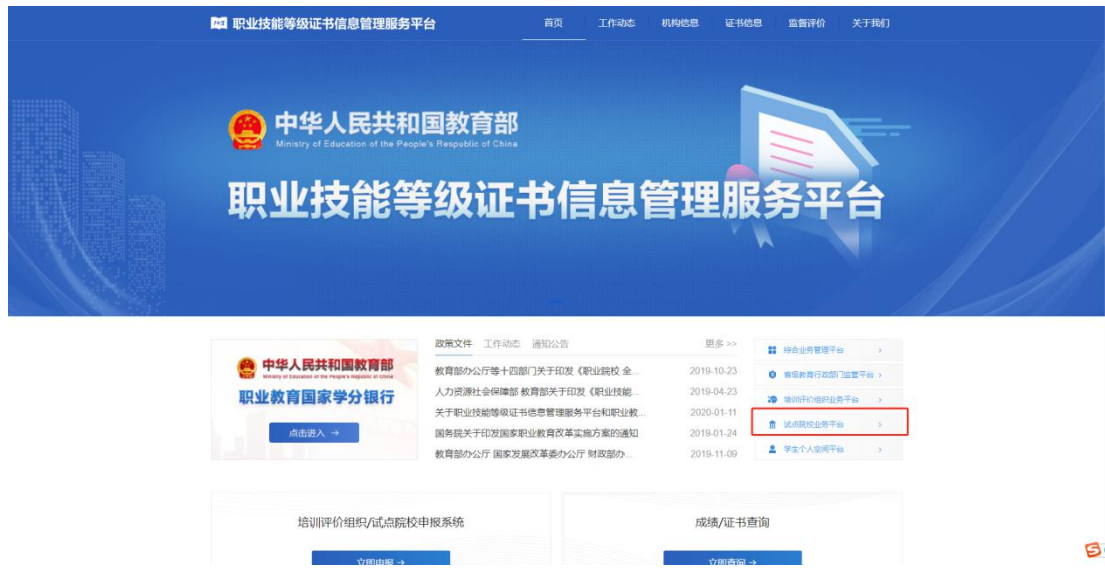 职业技能等级证书信息管理服务平台
首页 工作动态 机构信息 证书信息 监督评价 关于我们
中华人民共和国教育部
Ministry of Education of the People's Respublic of China
职业技能等级证书信息管理服务平台
中华人民共和国教育部
Ministry of Education of the People's Respublic of China
职业教育国家学分银行
点击进入 →
政策文件 工作动态 通知公告 更多 >>
教育部办公厅等十四部门关于印发《职业院校 全... 2019-10-23
人力资源社会保障部 教育部关于印发《职业技能... 2019-04-23
关于职业技能等级证书信息管理服务平台和职业教... 2020-01-11
国务院关于印发国家职业教育改革实施方案的通知 2019-01-24
教育部办公厅 国家发展改革委办公厅 财政部办... 2019-11-09
综合业务管理平台 >
省级教育行政部门监管平台 >
培训评价组织业务平台 >
试点院校业务平台 >
学生个人空间平台 >
培训评价组织/试点院校申报系统
立即申报 →
成绩/证书查询
立即查询 →